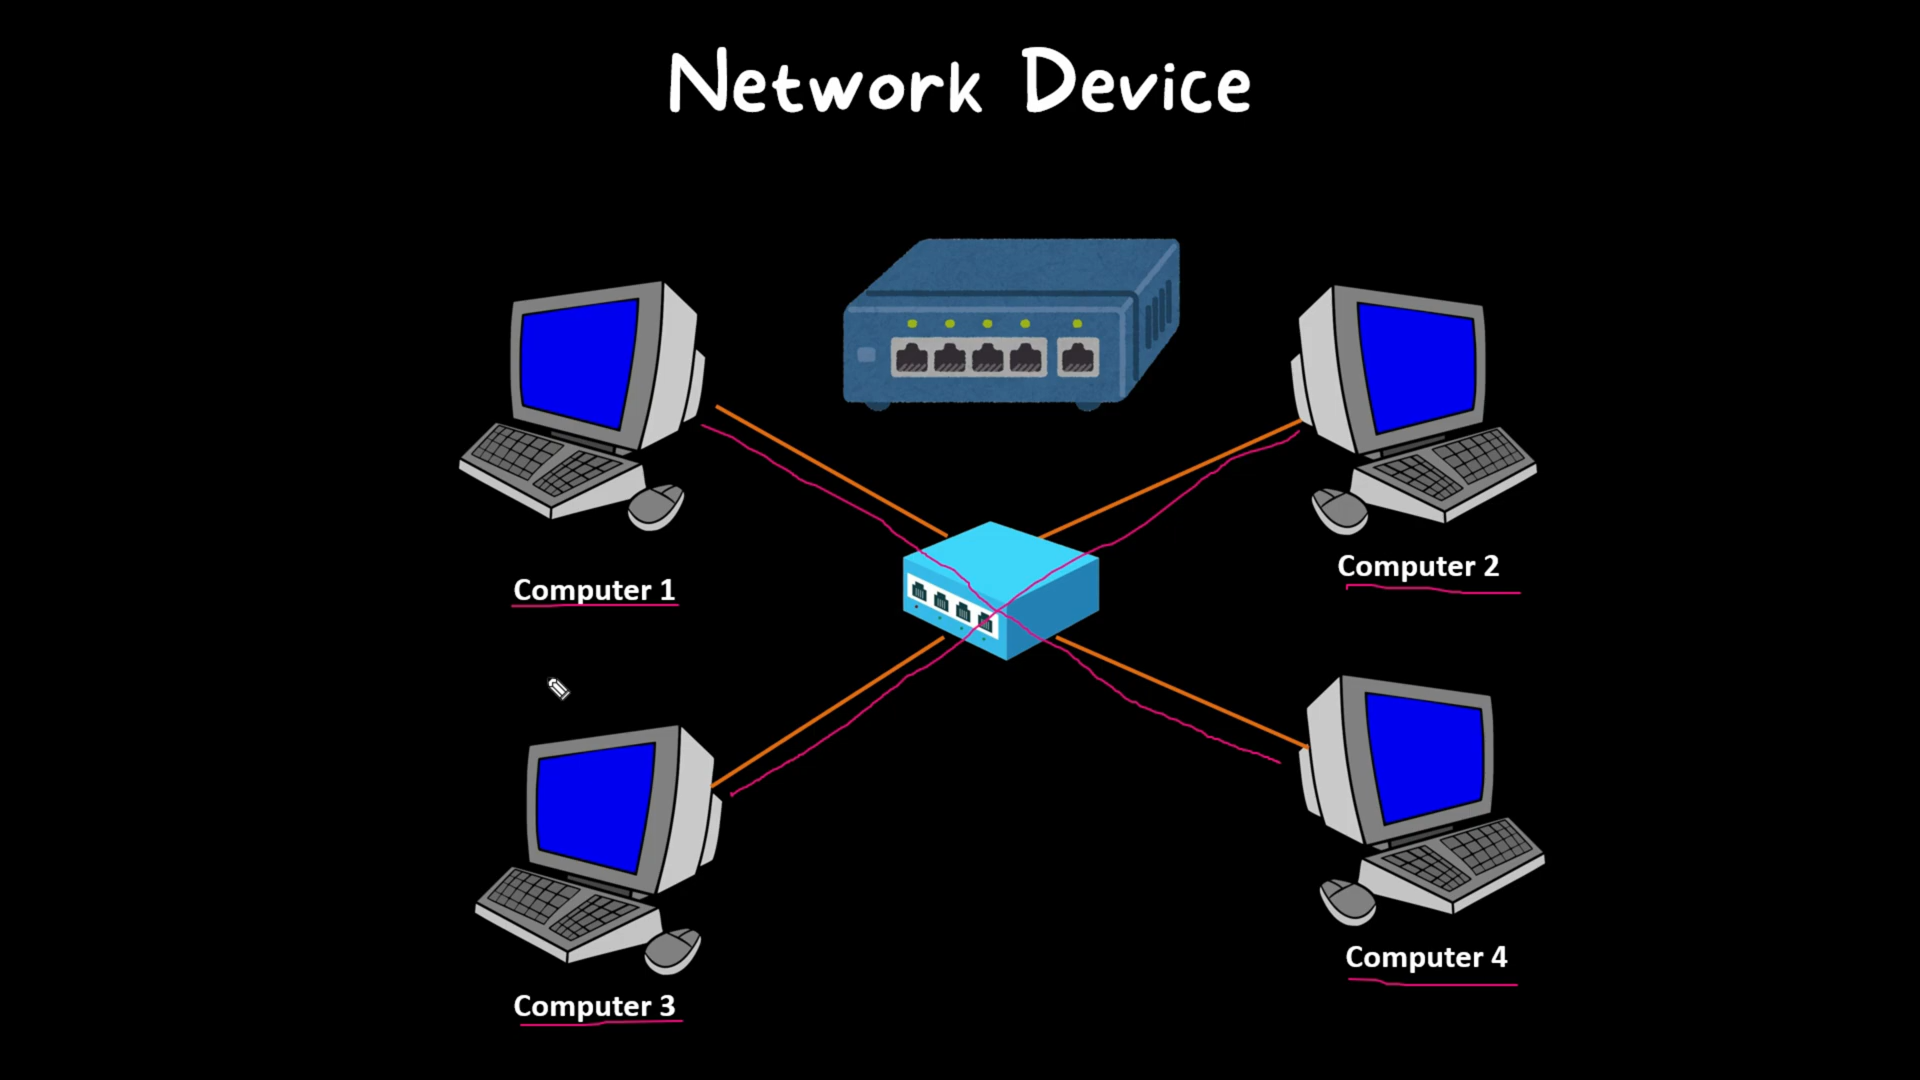 Network Device
Computer 1
Computer 2
Computer 3
Computer 4